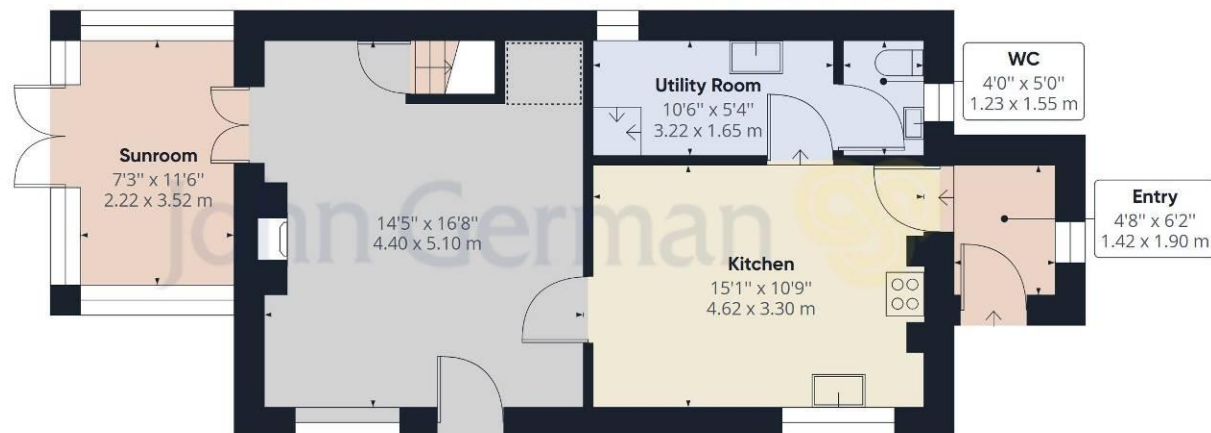 WC
4'0" x 5'0"
1.23 x 1.55 m
Utility Room
10'6" x 5'4"
3.22 x 1.65 m
Sunroom
7'3" x 11'6"
2.22 x 3.52 m
Entry
4'8" x 6'2"
1.42 x 1.90 m
14'5" x 16'8"
4.40 x 5.10 m
John German
Kitchen
15'1" x 10'9"
4.62 x 3.30 m